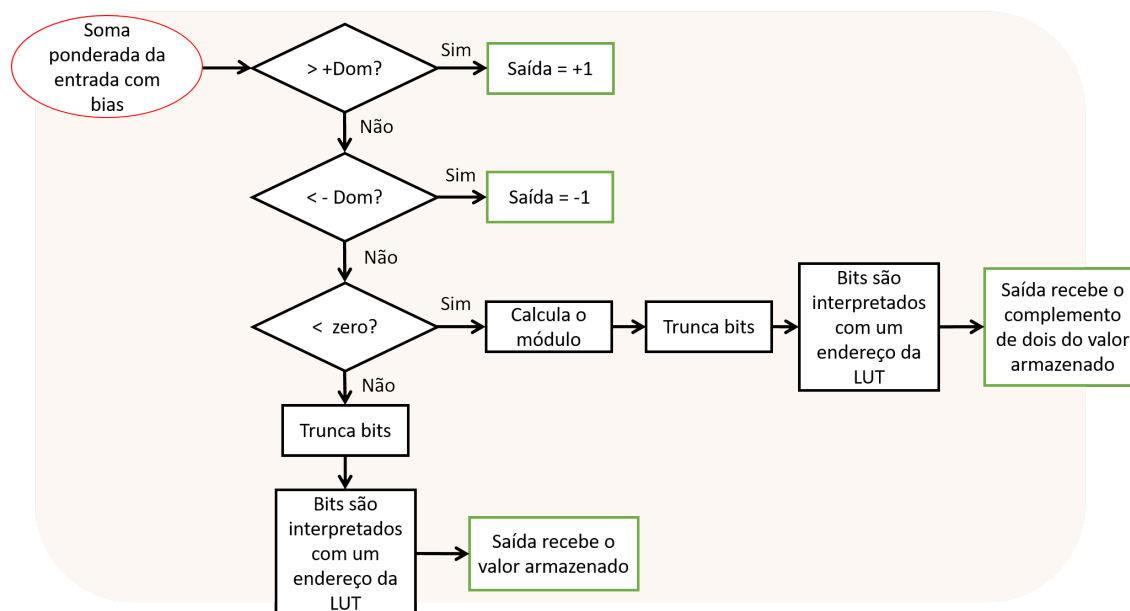 Soma
ponderada da
entrada com
bias
> +Dom?
Sim
Saída = +1
Não
< - Dom?
Sim
Saída = -1
Não
< zero?
Sim
Calcula o
módulo
Trunca bits
Bits são
interpretados
com um
endereço da
LUT
Saída recebe o
complemento
de dois do valor
armazenado
Não
Trunca bits
Bits são
interpretados
com um
endereço da
LUT
Saída recebe o
valor armazenado